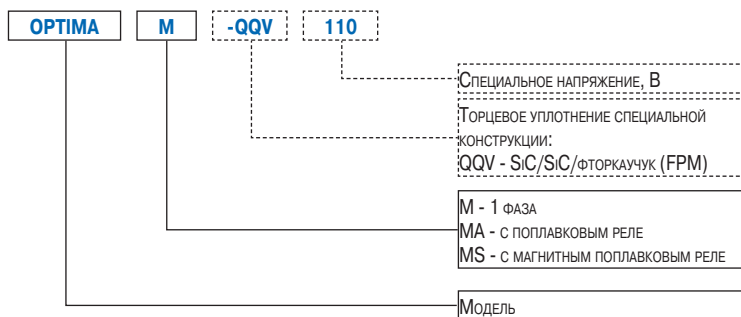 OPTIMA M -QQV 110
Специальное напряжение, В
Торцевое уплотнение специальной
конструкции:
QQV - SiC/SiC/фторкаучук (FPM)
M - 1 фаза
MA - с поплавковым реле
MS - с магнитным поплавковым реле
Модель